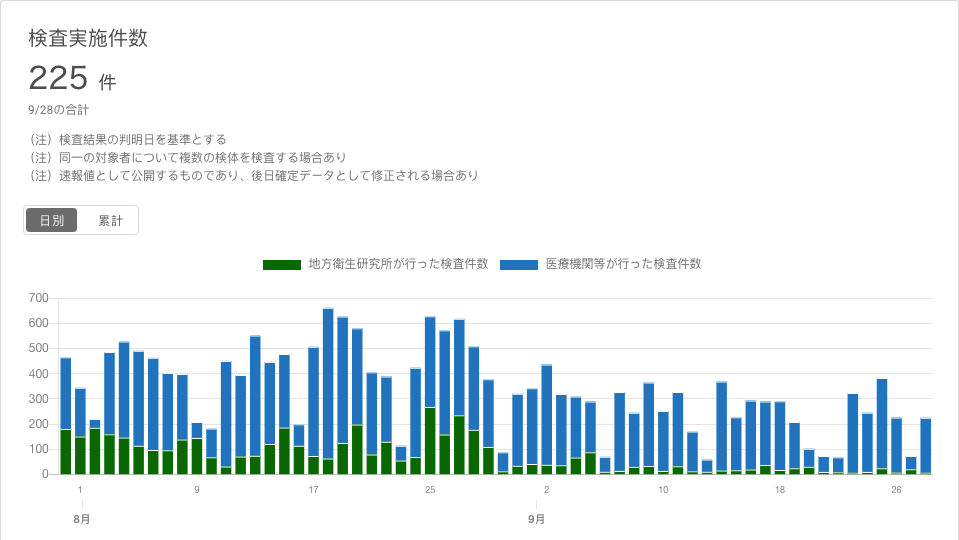 検査実施件数
225 件
9/28の合計
（注）検査結果の判明日を基準とする
（注）同一の対象者について複数の検体を検査する場合あり
（注）速報値として公開するものであり、後日確定データとして修正される場合あり
日別 累計
地方衛生研究所が行った検査件数 医療機関等が行った検査件数
700
600
500
400
300
200
100
0
1 9 17 25 2 10 18 26
8月 9月